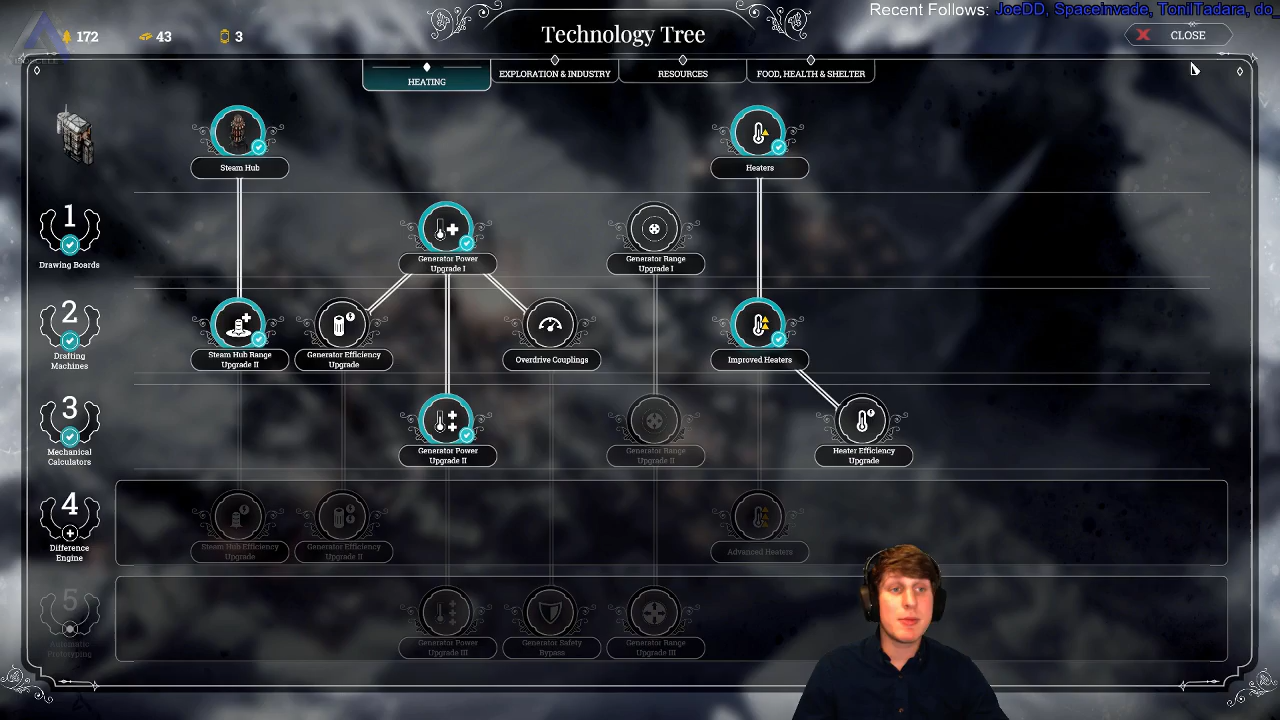 172 43 3
Technology Tree
Recent Follows: JoeDD, Spaceinvade, TonilTadara, do_
CLOSE
HEATING
EXPLORATION & INDUSTRY
RESOURCES
FOOD, HEALTH & SHELTER
Steam Hub
Heaters
1
Drawing Boards
Generator Power
Upgrade I
Generator Range
Upgrade I
2
Drafting
Machines
Steam Hub Range
Upgrade II
Generator Efficiency
Upgrade
Overdrive Couplings
Improved Heaters
3
Mechanical
Calculators
Generator Power
Upgrade II
Generator Range
Upgrade II
Heater Efficiency
Upgrade
4
Difference
Engine
Steam Hub Efficiency
Upgrade
Generator Efficiency
Upgrade II
Advanced Heaters
5
Automatic
Prototyping
Generator Power
Upgrade III
Generator Safety
Bypass
Generator Range
Upgrade III